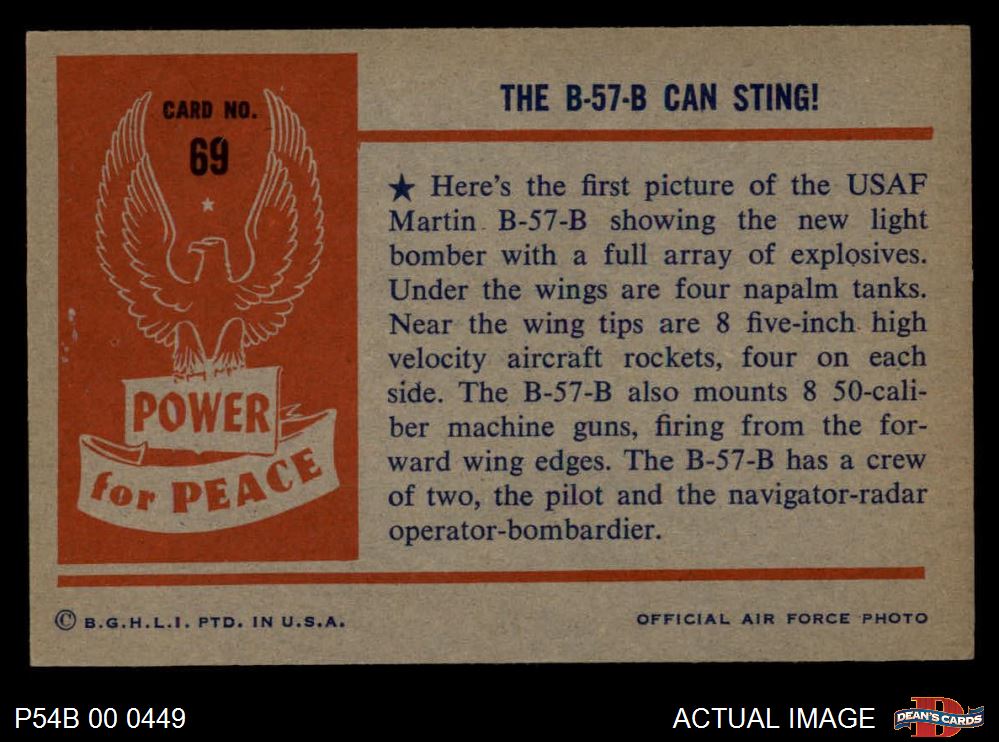 CARD NO.
69
POWER
for PEACE
THE B-57-B CAN STING!
★ Here's the first picture of the USAF
Martin B-57-B showing the new light
bomber with a full array of explosives.
Under the wings are four napalm tanks.
Near the wing tips are 8 five-inch high
velocity aircraft rockets, four on each
side. The B-57-B also mounts 8 50-cali-
ber machine guns, firing from the for-
ward wing edges. The B-57-B has a crew
of two, the pilot and the navigator-radar
operator-bombardier.
© B.G.H.L.I. PTD. IN U.S.A.
OFFICIAL AIR FORCE PHOTO
P54B 00 0449
ACTUAL IMAGE
DEAN'S CARDS